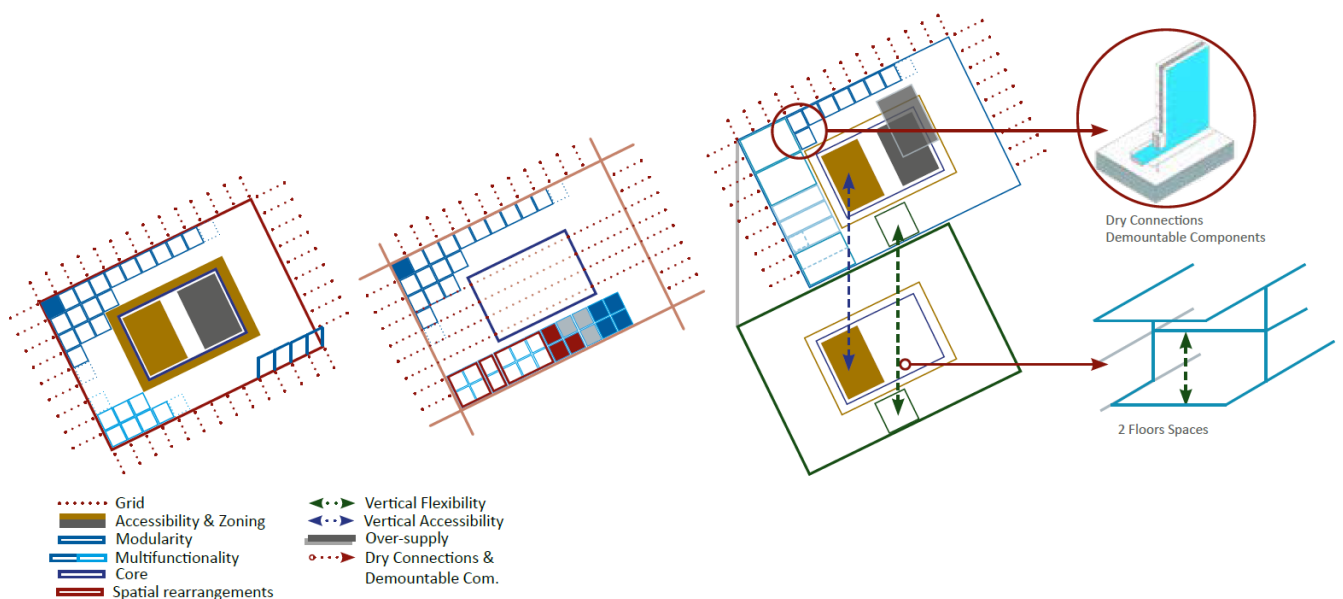 Dry Connections
Demountable Components
2 Floors Spaces
Grid
Accessibility & Zoning
Modularity
Multifunctionality
Core
Spatial rearrangements
Vertical Flexibility
Vertical Accessibility
Over-supply
Dry Connections &
Demountable Com.